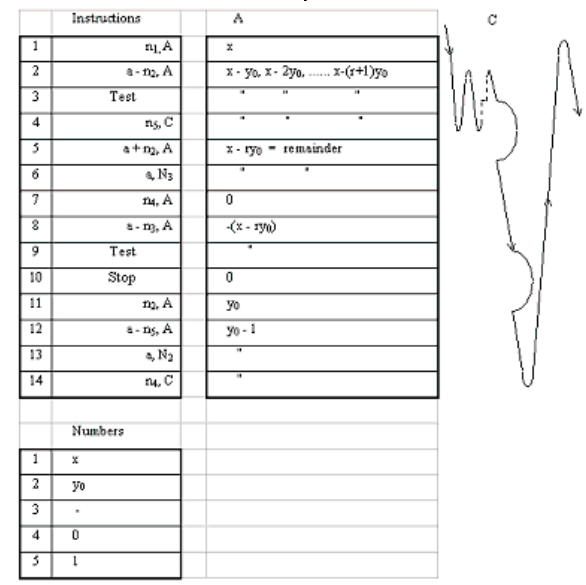 Instructions A C
1 n1, A x
2 a - n2, A x - y0, x - 2y0, ...... x-(r+1)y0
3 Test " " "
4 n5, C " " "
5 a + n2, A x - ry0 = remainder
6 a, N3 " "
7 n4, A 0
8 a - n3, A -(x - ry0)
9 Test "
10 Stop 0
11 n2, A y0
12 a - n5, A y0 - 1
13 a, N2 "
14 n4, C "
Numbers
1 x
2 y0
3 -
4 0
5 1